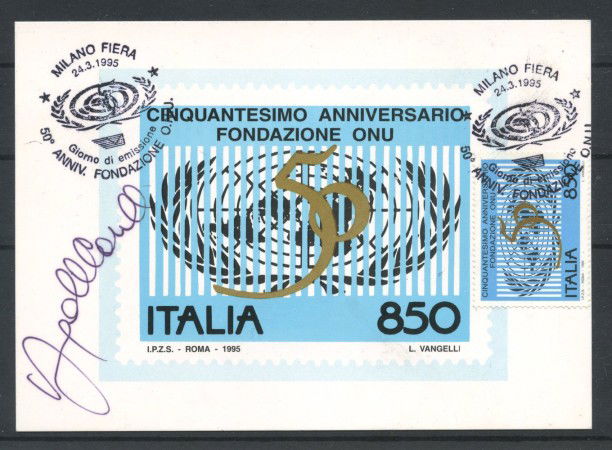 MILANO FIERA
24.3.1995
Giorno di emissione
50° ANNIV. FONDAZIONE O.N.U.
CINQUANTESIMO ANNIVERSARIO
FONDAZIONE ONU
50
ITALIA 850
I.P.Z.S. - ROMA - 1995 L. VANGELLI
MILANO FIERA
24.3.1995
Giorno di emissione
50° ANNIV. FONDAZIONE O.N.U.
CINQUANTESIMO ANNIVERSARIO
FONDAZIONE ONU
50
ITALIA 850